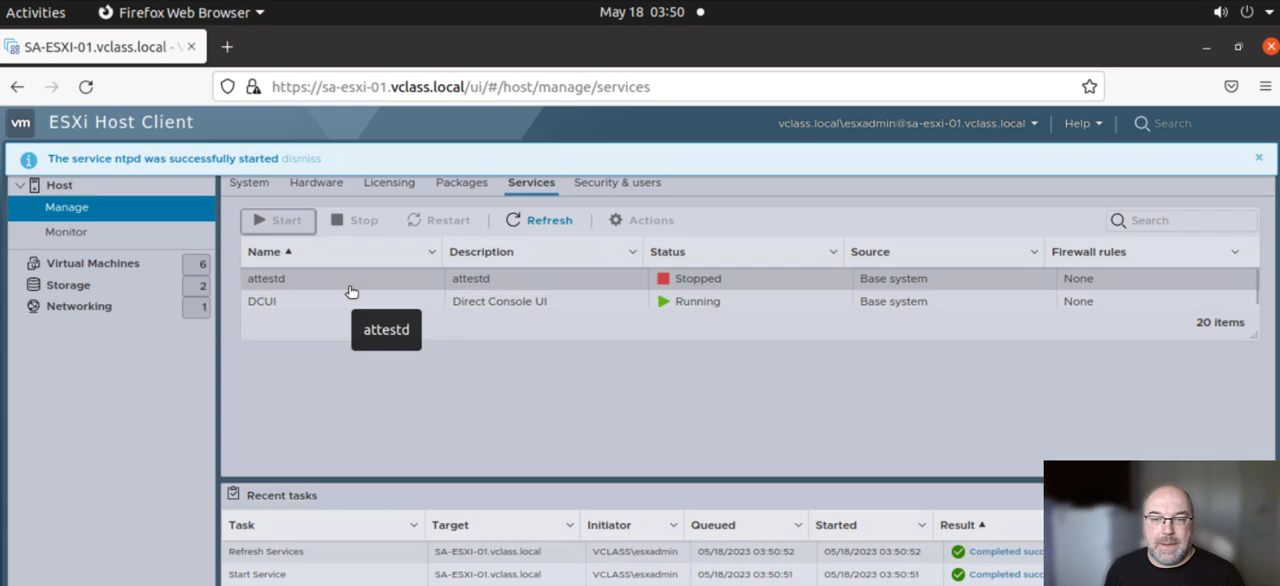 Activities Firefox Web Browser May 18 03:50
SA-ESXI-01.vclass.local - V
https://sa-esxi-01.vclass.local/ui/#/host/manage/services
vm ESXi Host Client vclass.local\esxadmin@sa-esxi-01.vclass.local Help Search
The service ntpd was successfully started dismiss
Host
Manage
Monitor
Virtual Machines 6
Storage 2
Networking 1
System Hardware Licensing Packages Services Security & users
Start Stop Restart Refresh Actions Search
Name Description Status Source Firewall rules
attestd attestd Stopped Base system None
DCUI Direct Console UI Running Base system None
attestd
20 items
Recent tasks
Task Target Initiator Queued Started Result
Refresh Services SA-ESXI-01.vclass.local VCLASS\esxadmin 05/18/2023 03:50:52 05/18/2023 03:50:52 Completed succ
Start Service SA-ESXI-01.vclass.local VCLASS\esxadmin 05/18/2023 03:50:51 05/18/2023 03:50:51 Completed succ